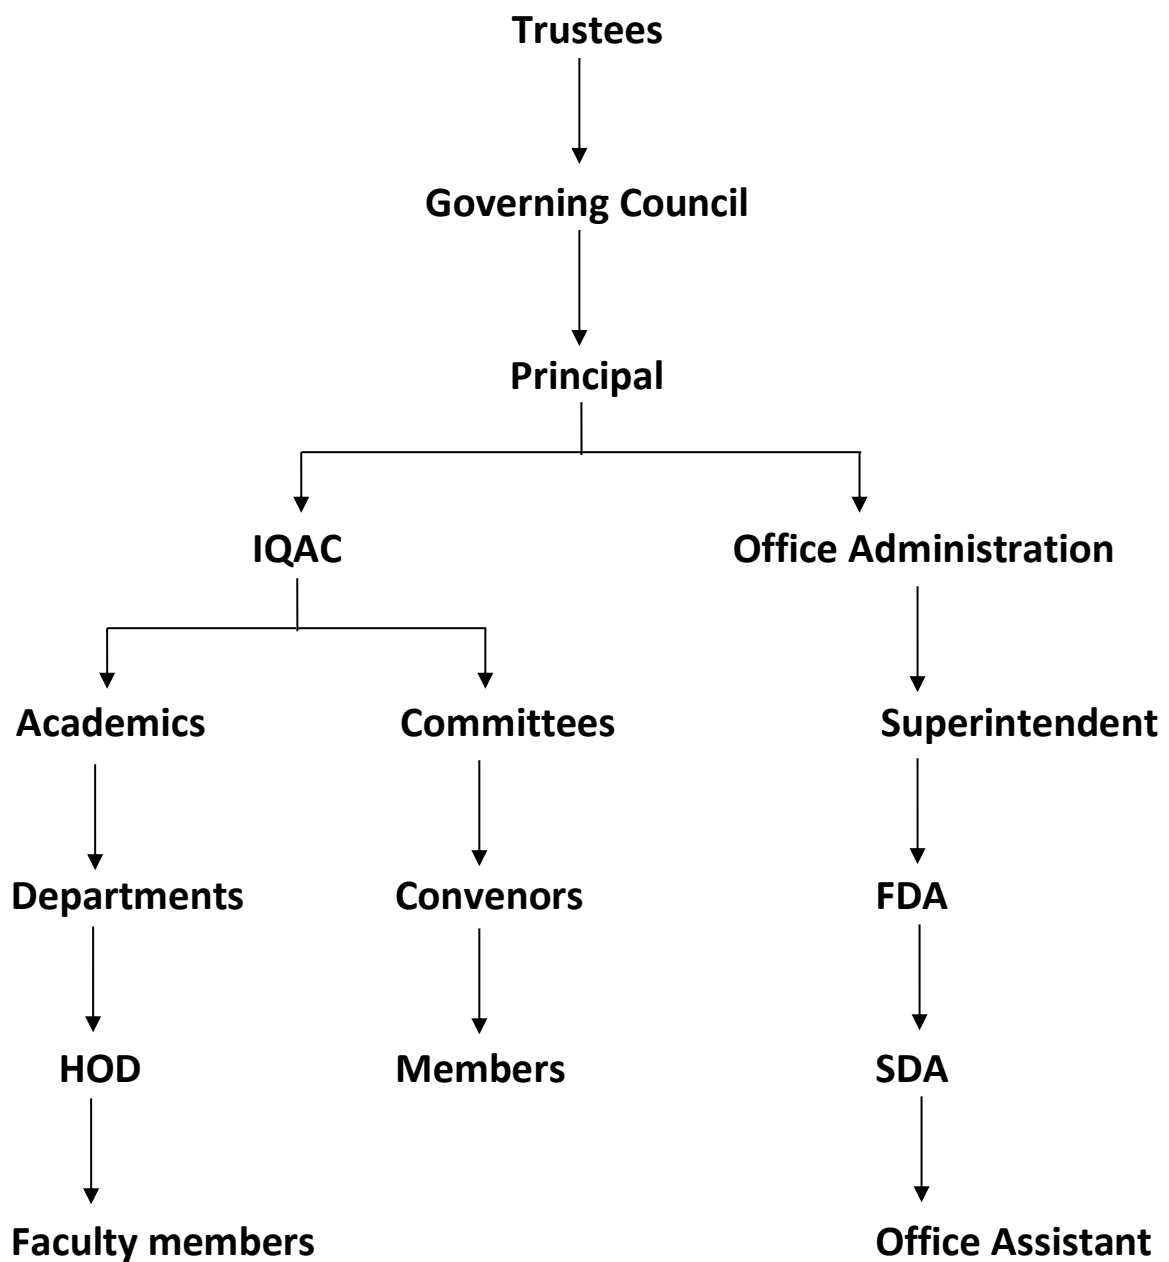 Trustees
Governing Council
Principal
IQAC
Office Administration
Academics
Committees
Superintendent
Departments
Convenors
FDA
HOD
Members
SDA
Faculty members
Office Assistant